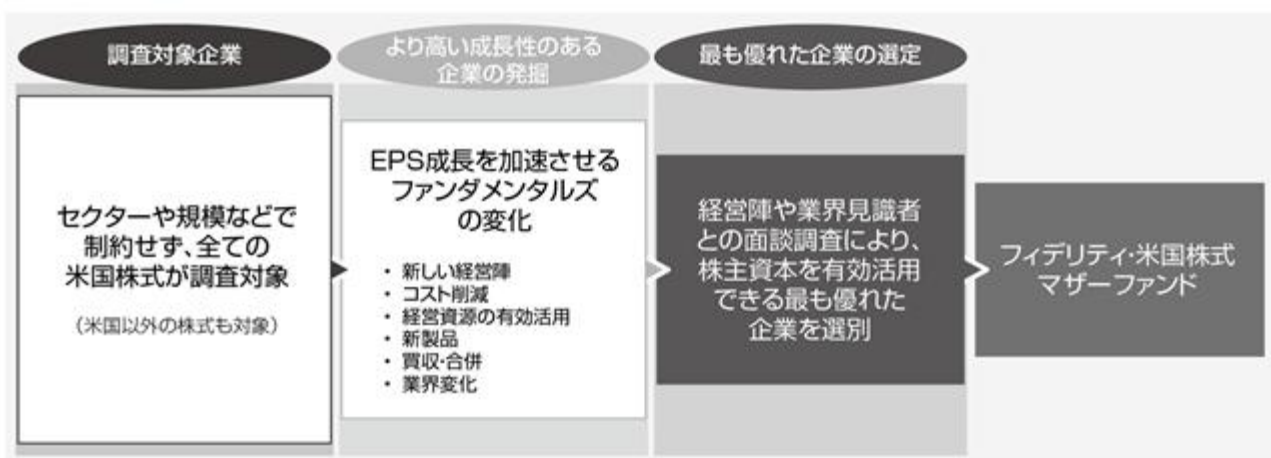 調査対象企業
より高い成長性のある
企業の発掘
最も優れた企業の選定
セクターや規模などで
制約せず、全ての
米国株式が調査対象
（米国以外の株式も対象）
EPS成長を加速させる
ファンダメンタルズ
の変化
・ 新しい経営陣
・ コスト削減
・ 経営資源の有効活用
・ 新製品
・ 買収・合併
・ 業界変化
経営陣や業界見識者
との面談調査により、
株主資本を有効活用
できる最も優れた
企業を選別
フィデリティ・米国株式
マザーファンド